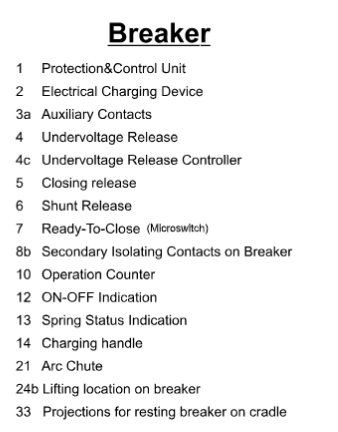 Breaker
1 Protection&Control Unit
2 Electrical Charging Device
3a Auxiliary Contacts
4 Undervoltage Release
4c Undervoltage Release Controller
5 Closing release
6 Shunt Release
7 Ready-To-Close (Microswitch)
8b Secondary Isolating Contacts on Breaker
10 Operation Counter
12 ON-OFF Indication
13 Spring Status Indication
14 Charging handle
21 Arc Chute
24b Lifting location on breaker
33 Projections for resting breaker on cradle